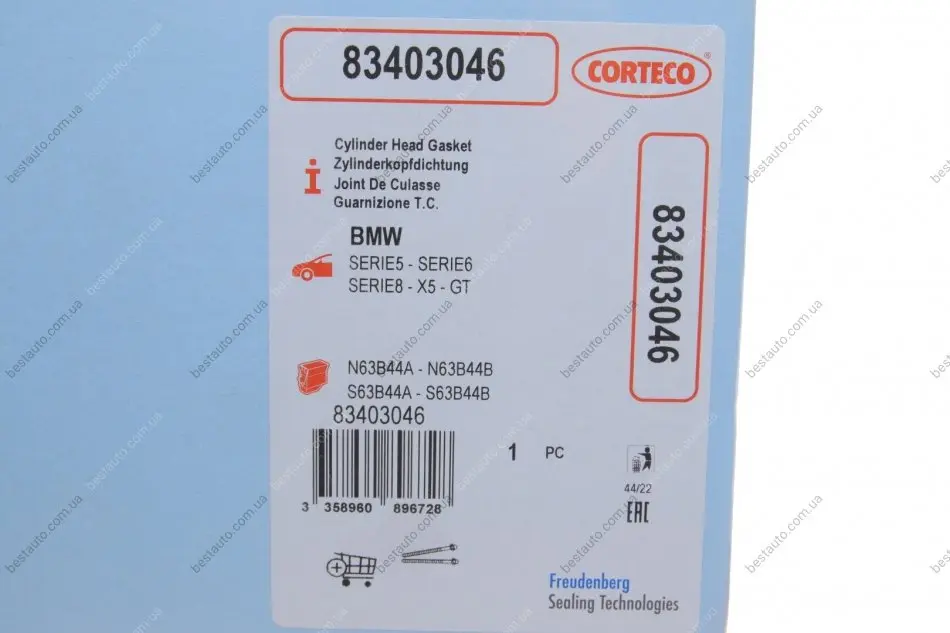 83403046
CORTECO®
Cylinder Head Gasket
Zylinderkopfdichtung
Joint De Culasse
Guarnizione T.C.
83403046
BMW
SERIE5 - SERIE6
SERIE8 - X5 - GT
N63B44A - N63B44B
S63B44A - S63B44B
83403046
1 PC
3 358960 896728
44/22
EAC
Freudenberg
Sealing Technologies
bestauto.com.ua